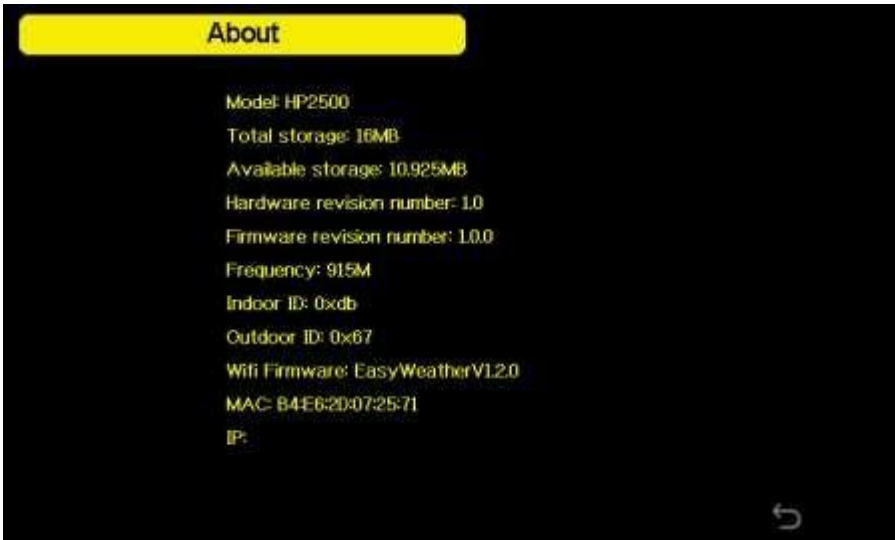 About
Model: HP2500
Total storage: 16MB
Available storage: 10.925MB
Hardware revision number: 1.0
Firmware revision number: 1.0.0
Frequency: 915M
Indoor ID: 0xdb
Outdoor ID: 0x67
Wifi Firmware: EasyWeatherV1.2.0
MAC: B4:E6:2D:07:25:71
IP: